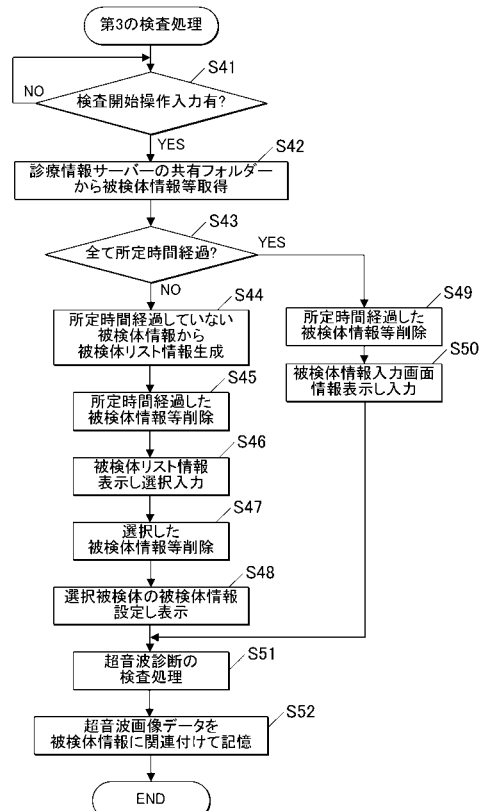 第3の検査処理
S41
検査開始操作入力有?
NO
YES
S42
診療情報サーバーの共有フォルダー
から被検体情報等取得
S43
全て所定時間経過?
YES
NO
S44
所定時間経過していない
被検体情報から
被検体リスト情報生成
S45
所定時間経過した
被検体情報等削除
S46
被検体リスト情報
表示し選択入力
S47
選択した
被検体情報等削除
S48
選択被検体の被検体情報
設定し表示
S49
所定時間経過した
被検体情報等削除
S50
被検体情報入力画面
情報表示し入力
S51
超音波診断の
検査処理
S52
超音波画像データを
被検体情報に関連付けて記憶
END